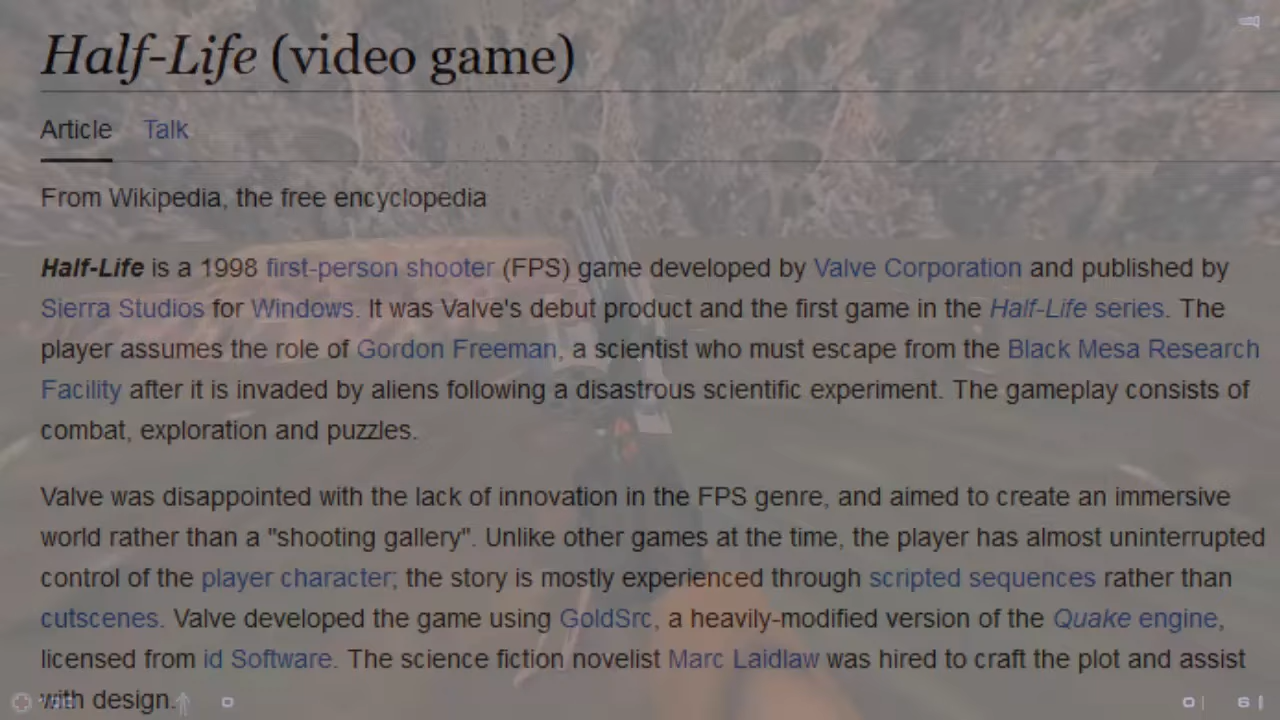 Half-Life (video game)
Article Talk
From Wikipedia, the free encyclopedia
Half-Life is a 1998 first-person shooter (FPS) game developed by Valve Corporation and published by
Sierra Studios for Windows. It was Valve's debut product and the first game in the Half-Life series. The
player assumes the role of Gordon Freeman, a scientist who must escape from the Black Mesa Research
Facility after it is invaded by aliens following a disastrous scientific experiment. The gameplay consists of
combat, exploration and puzzles.
Valve was disappointed with the lack of innovation in the FPS genre, and aimed to create an immersive
world rather than a "shooting gallery". Unlike other games at the time, the player has almost uninterrupted
control of the player character; the story is mostly experienced through scripted sequences rather than
cutscenes. Valve developed the game using GoldSrc, a heavily-modified version of the Quake engine,
licensed from id Software. The science fiction novelist Marc Laidlaw was hired to craft the plot and assist
with design.
0 0| 6